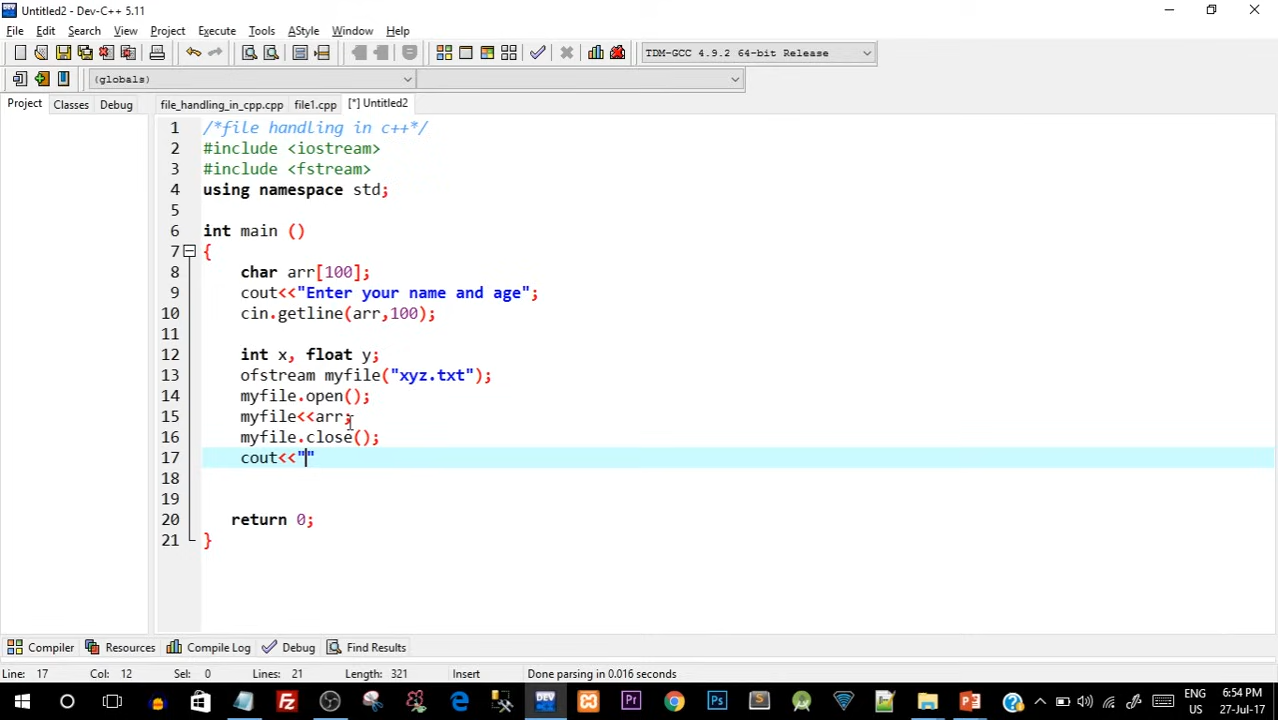 Untitled2 - Dev-C++ 5.11
File Edit Search View Project Execute Tools AStyle Window Help
TDM-GCC 4.9.2 64-bit Release
(globals)
Project Classes Debug file_handling_in_cpp.cpp file1.cpp [*] Untitled2
1 /*file handling in c++*/
2 #include <iostream>
3 #include <fstream>
4 using namespace std;
5
6 int main ()
7 {
8 char arr[100];
9 cout<<"Enter your name and age";
10 cin.getline(arr,100);
11
12 int x, float y;
13 ofstream myfile("xyz.txt");
14 myfile.open();
15 myfile<<arr;
16 myfile.close();
17 cout<<""
18
19
20 return 0;
21 }
Compiler Resources Compile Log Debug Find Results
Line: 17 Col: 12 Sel: 0 Lines: 21 Length: 321 Insert Done parsing in 0.016 seconds
ENG 6:54 PM
US 27-Jul-17